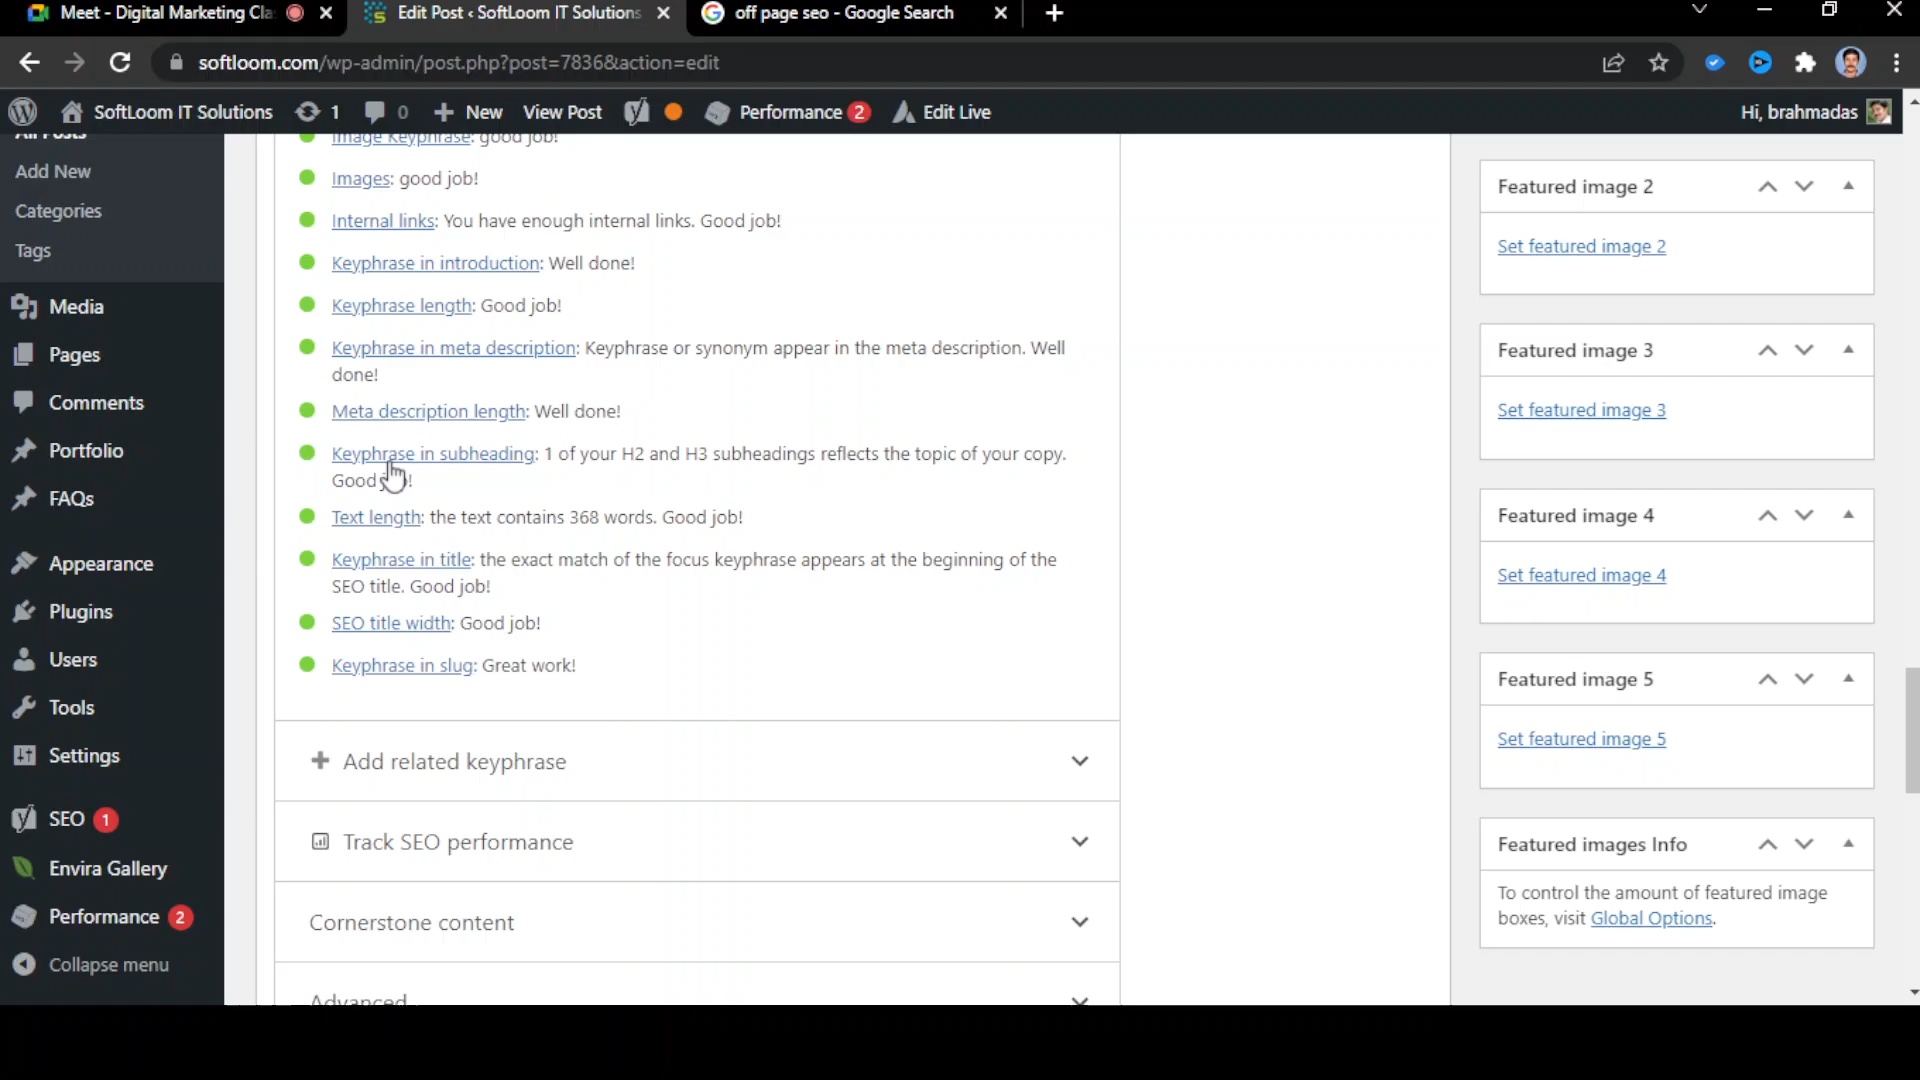 Meet - Digital Marketing Cla
Edit Post ‹ SoftLoom IT Solutions
off page seo - Google Search
softloom.com/wp-admin/post.php?post=7836&action=edit
SoftLoom IT Solutions 1 0 New View Post Performance 2 Edit Live Hi, brahmadas
All Posts
Add New
Categories
Tags
Media
Pages
Comments
Portfolio
FAQs
Appearance
Plugins
Users
Tools
Settings
SEO 1
Envira Gallery
Performance 2
Collapse menu
Image Keyphrase: good job!
Images: good job!
Internal links: You have enough internal links. Good job!
Keyphrase in introduction: Well done!
Keyphrase length: Good job!
Keyphrase in meta description: Keyphrase or synonym appear in the meta description. Well
done!
Meta description length: Well done!
Keyphrase in subheading: 1 of your H2 and H3 subheadings reflects the topic of your copy.
Good job!
Text length: the text contains 368 words. Good job!
Keyphrase in title: the exact match of the focus keyphrase appears at the beginning of the
SEO title. Good job!
SEO title width: Good job!
Keyphrase in slug: Great work!
Add related keyphrase
Track SEO performance
Cornerstone content
Advanced
Featured image 2
Set featured image 2
Featured image 3
Set featured image 3
Featured image 4
Set featured image 4
Featured image 5
Set featured image 5
Featured images Info
To control the amount of featured image
boxes, visit Global Options.